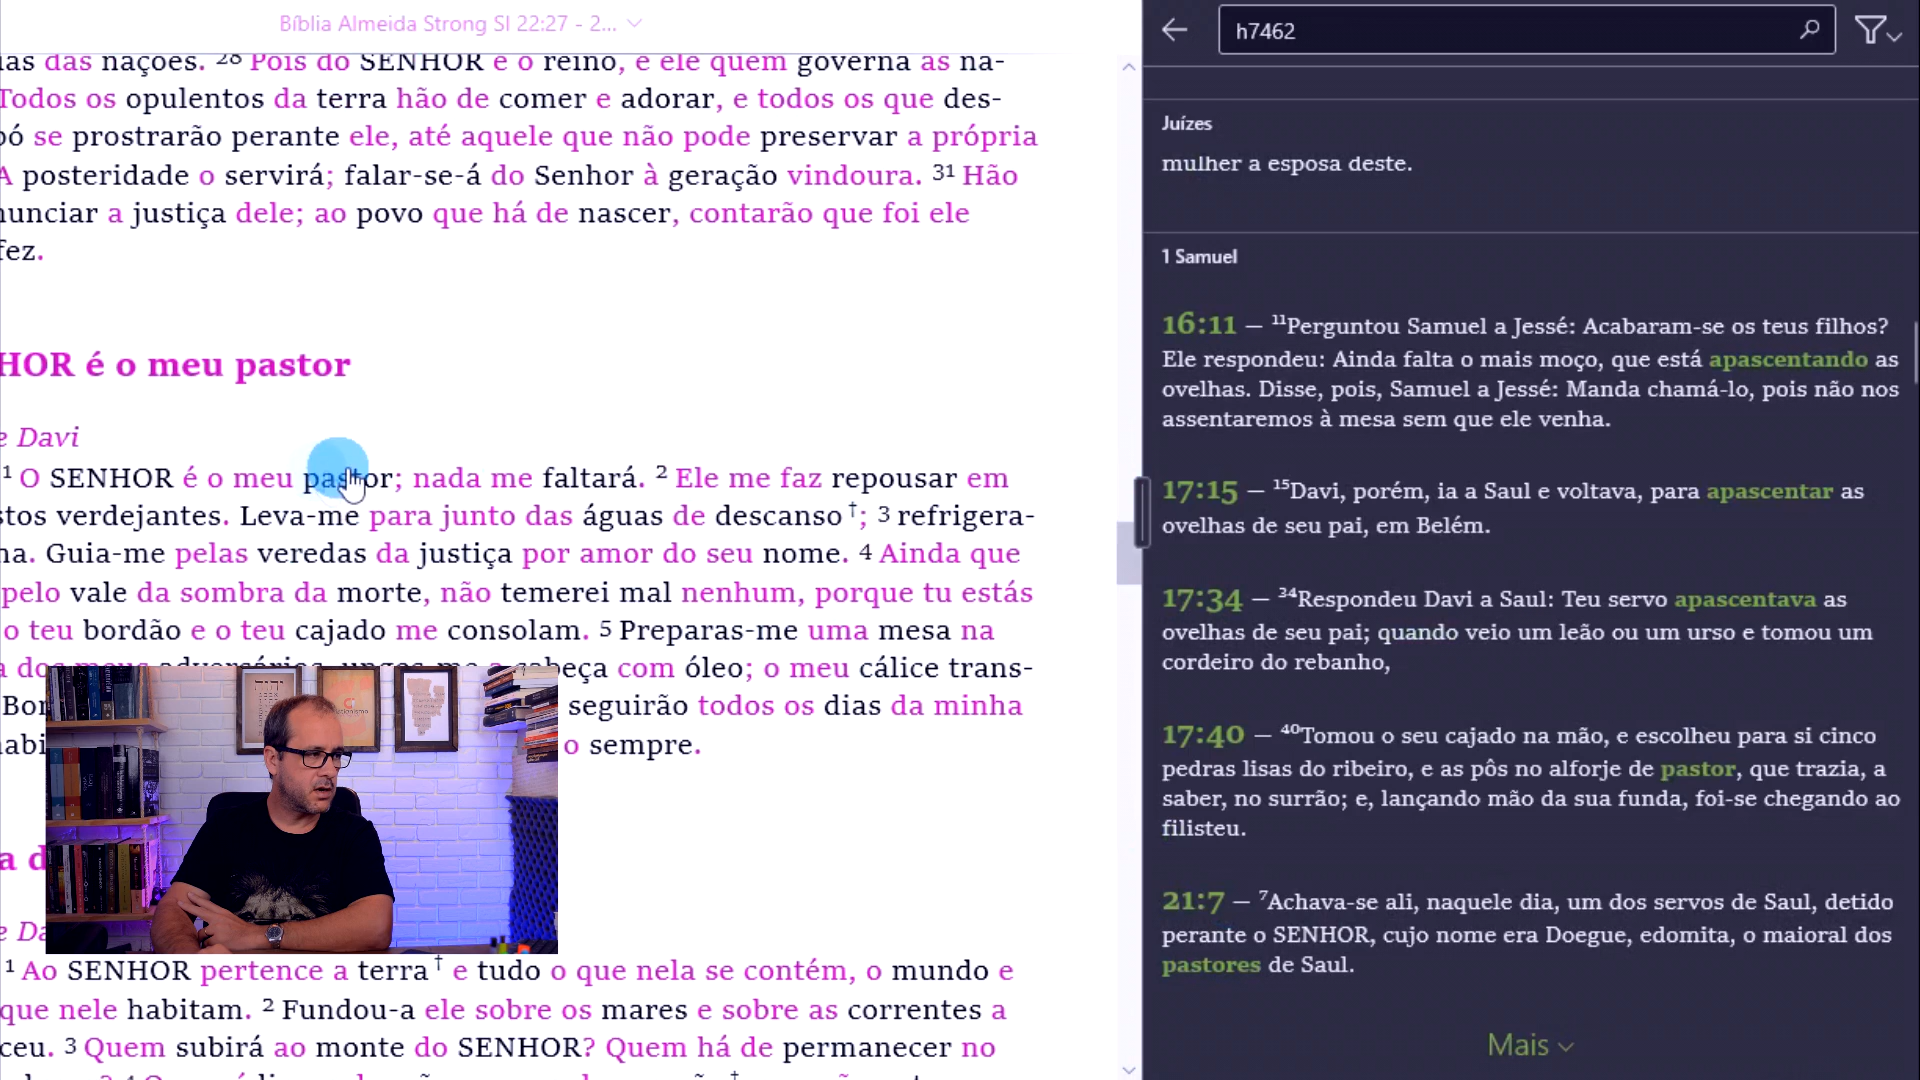 Bíblia Almeida Strong Sl 22:27 - 2...
das nações. ²⁸ Pois do SENHOR é o reino, é ele quem governa as na-
Todos os opulentos da terra hão de comer e adorar, e todos os que des-
pó se prostrarão perante ele, até aquele que não pode preservar a própria
A posteridade o servirá; falar-se-á do Senhor à geração vindoura. ³¹ Hão
nunciar a justiça dele; ao povo que há de nascer, contarão que foi ele
fez.
HOR é o meu pastor
e Davi
¹ O SENHOR é o meu pastor; nada me faltará. ² Ele me faz repousar em
stos verdejantes. Leva-me para junto das águas de descanso†; ³ refrigera-
na. Guia-me pelas veredas da justiça por amor do seu nome. ⁴ Ainda que
pelo vale da sombra da morte, não temerei mal nenhum, porque tu estás
o teu bordão e o teu cajado me consolam. ⁵ Preparas-me uma mesa na
a dos meus adversários, unges-me a cabeça com óleo; o meu cálice trans-
Bon seguirão todos os dias da minha
abi o sempre.
a d
e Da
¹ Ao SENHOR pertence a terra† e tudo o que nela se contém, o mundo e
que nele habitam. ² Fundou-a ele sobre os mares e sobre as correntes a
ceu. ³ Quem subirá ao monte do SENHOR? Quem há de permanecer no
h7462
Juízes
mulher a esposa deste.
1 Samuel
16:11 — ¹¹Perguntou Samuel a Jessé: Acabaram-se os teus filhos?
Ele respondeu: Ainda falta o mais moço, que está apascentando as
ovelhas. Disse, pois, Samuel a Jessé: Manda chamá-lo, pois não nos
assentaremos à mesa sem que ele venha.
17:15 — ¹⁵Davi, porém, ia a Saul e voltava, para apascentar as
ovelhas de seu pai, em Belém.
17:34 — ³⁴Respondeu Davi a Saul: Teu servo apascentava as
ovelhas de seu pai; quando veio um leão ou um urso e tomou um
cordeiro do rebanho,
17:40 — ⁴⁰Tomou o seu cajado na mão, e escolheu para si cinco
pedras lisas do ribeiro, e as pôs no alforje de pastor, que trazia, a
saber, no surrão; e, lançando mão da sua funda, foi-se chegando ao
filisteu.
21:7 — ⁷Achava-se ali, naquele dia, um dos servos de Saul, detido
perante o SENHOR, cujo nome era Doegue, edomita, o maioral dos
pastores de Saul.
Mais